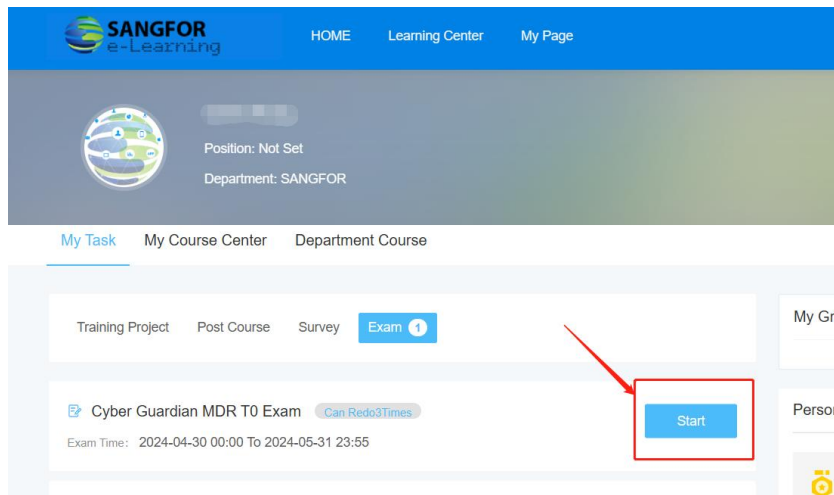 SANGFOR
e-Learning
HOME Learning Center My Page
Position: Not Set
Department: SANGFOR
My Task My Course Center Department Course
Training Project Post Course Survey Exam 1
My Gr
Cyber Guardian MDR T0 Exam Can Redo3Times
Start
Exam Time: 2024-04-30 00:00 To 2024-05-31 23:55
Person